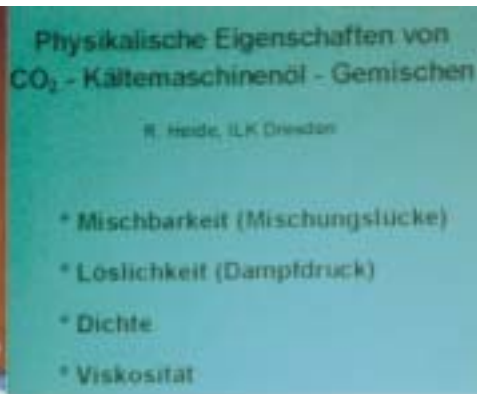 Physikalische Eigenschaften von
CO₂ - Kältemaschinenöl - Gemischen
R. Heide, ILK Dresden
* Mischbarkeit (Mischungslücke)
* Löslichkeit (Dampfdruck)
* Dichte
* Viskosität